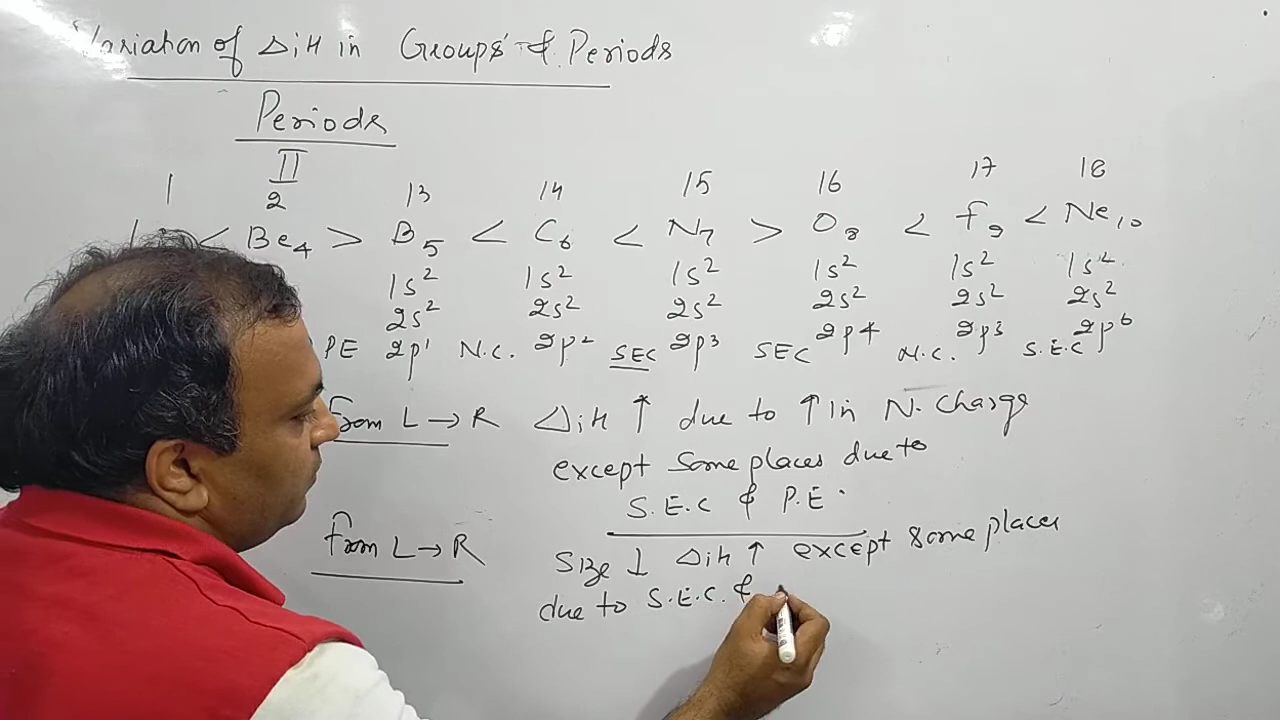 Variation of ΔiH in Groups & Periods
Periods
II
1 2 13 14 15 16 17 18
< Be4 > B5 < C6 < N7 > O8 < F9 < Ne10
1s2 1s2 1s2 1s2 1s2 1s2
2s2 2s2 2s2 2s2 2s2 2s2
PE 2p1 N.C. 2p2 SEC 2p3 SEC 2p4 N.C. 2p5 S.E.C 2p6
From L → R ΔiH ↑ due to ↑ in N. Charge
except some places due to
S.E.C & P.E.
From L → R Size ↓ ΔiH ↑ except some places
due to S.E.C. &